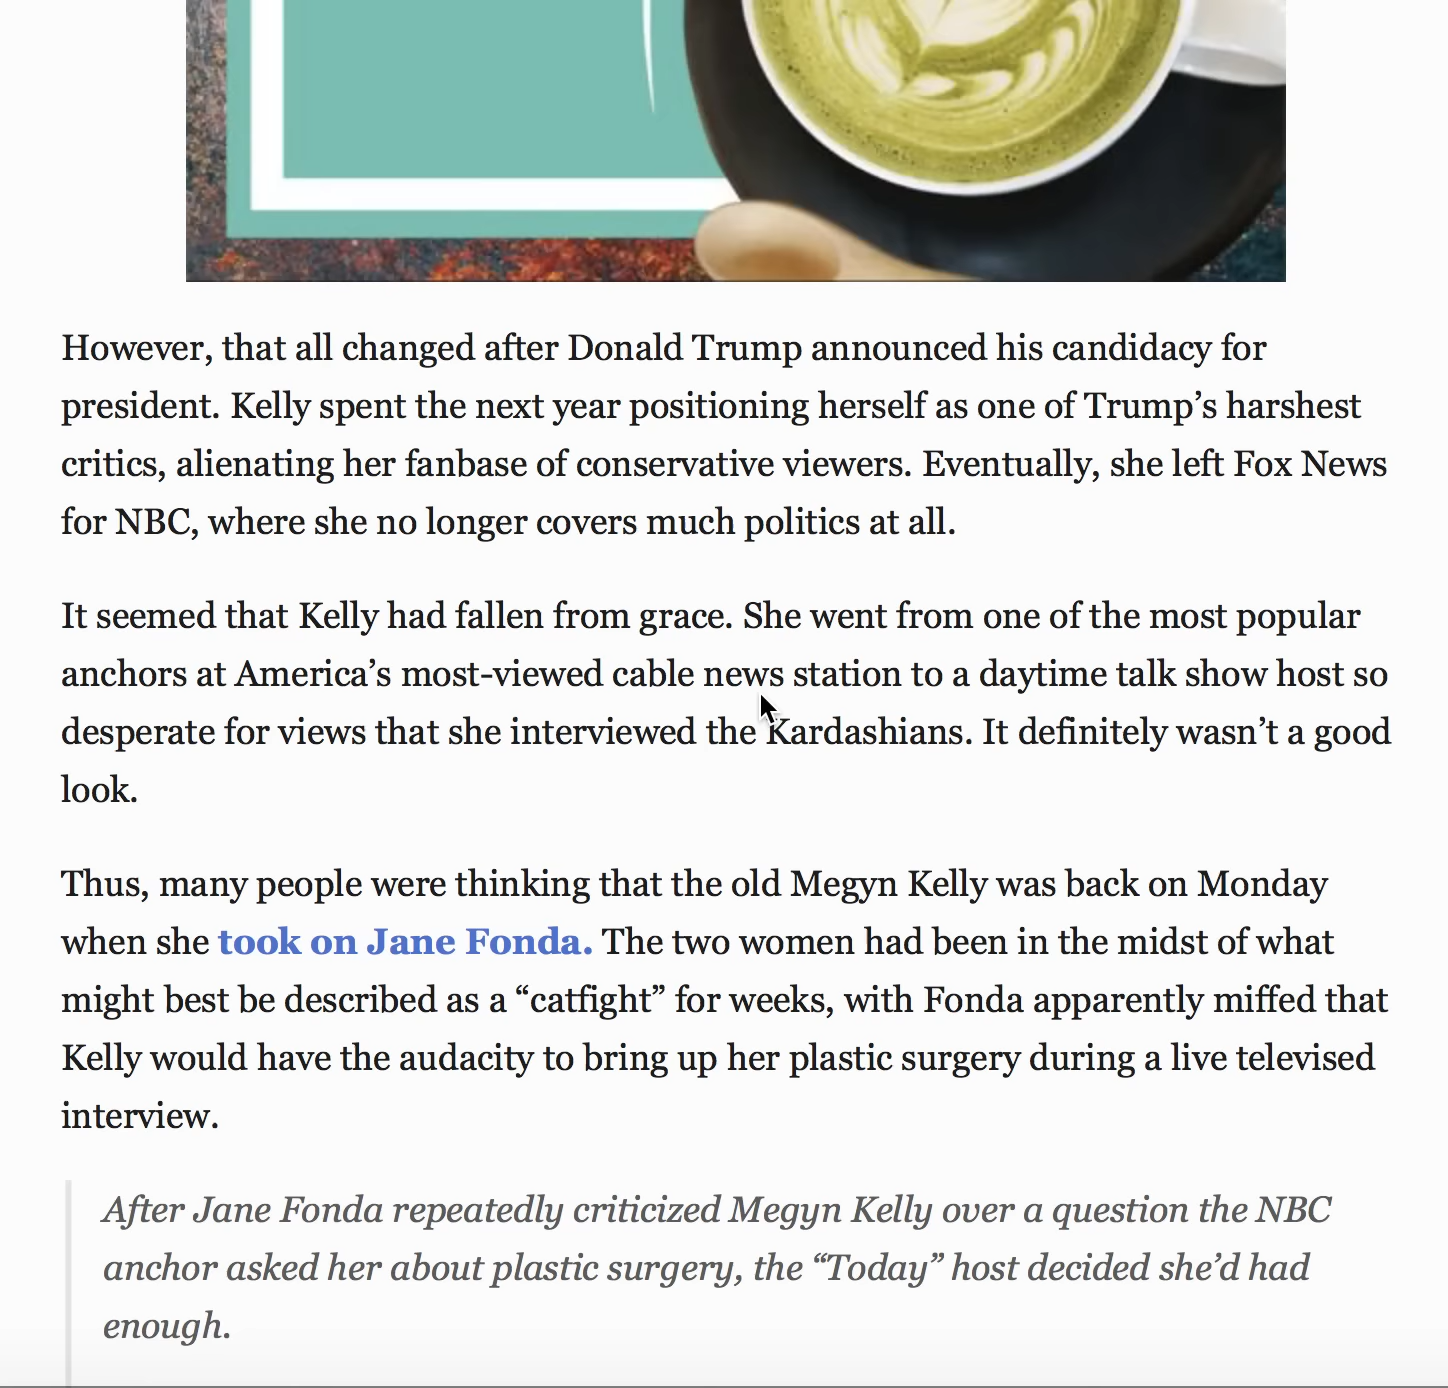 However, that all changed after Donald Trump announced his candidacy for
president. Kelly spent the next year positioning herself as one of Trump’s harshest
critics, alienating her fanbase of conservative viewers. Eventually, she left Fox News
for NBC, where she no longer covers much politics at all.
It seemed that Kelly had fallen from grace. She went from one of the most popular
anchors at America’s most-viewed cable news station to a daytime talk show host so
desperate for views that she interviewed the Kardashians. It definitely wasn’t a good
look.
Thus, many people were thinking that the old Megyn Kelly was back on Monday
when she took on Jane Fonda. The two women had been in the midst of what
might best be described as a “catfight” for weeks, with Fonda apparently miffed that
Kelly would have the audacity to bring up her plastic surgery during a live televised
interview.
After Jane Fonda repeatedly criticized Megyn Kelly over a question the NBC
anchor asked her about plastic surgery, the “Today” host decided she’d had
enough.